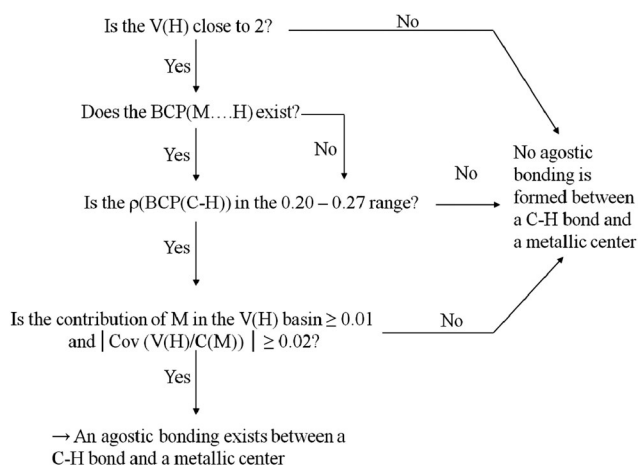 Is the V(H) close to 2?
No
Yes
Does the BCP(M….H) exist?
Yes
No
No
No agostic
bonding is
formed between
a C-H bond and
a metallic center
Is the ρ(BCP(C-H)) in the 0.20 – 0.27 range?
Yes
Is the contribution of M in the V(H) basin ≥ 0.01
and | Cov (V(H)/C(M)) | ≥ 0.02?
No
Yes
→ An agostic bonding exists between a
C-H bond and a metallic center